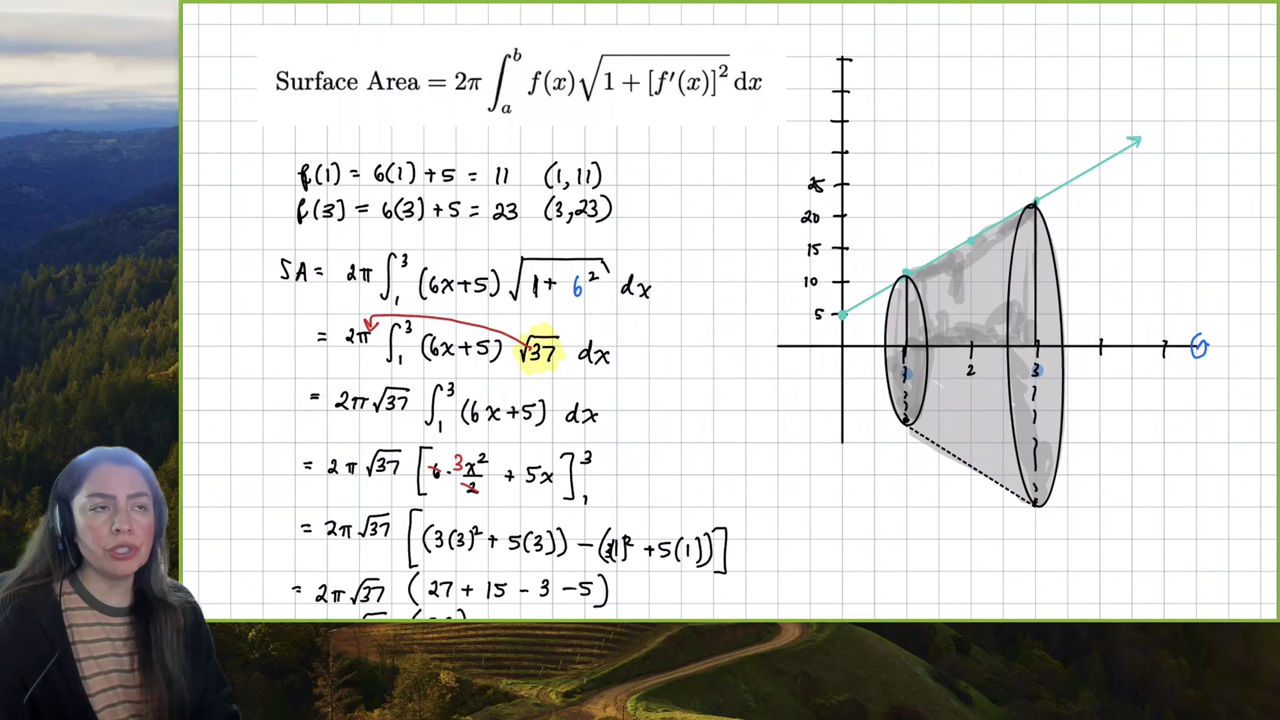 Surface Area = 2π ∫_a^b f(x)√(1 + [f′(x)]²) dx
f(1) = 6(1) + 5 = 11 (1, 11)
f(3) = 6(3) + 5 = 23 (3, 23)
SA = 2π ∫_1^3 (6x+5) √(1 + 6²) dx
= 2π ∫_1^3 (6x+5) √37 dx
= 2π√37 ∫_1^3 (6x+5) dx
= 2π√37 [6 · 3 x²/2 + 5x]_1^3
= 2π√37 [(3(3)² + 5(3)) − (3(1)² + 5(1))]
= 2π√37 (27 + 15 − 3 − 5)
25
20
15
10
5
1 2 3